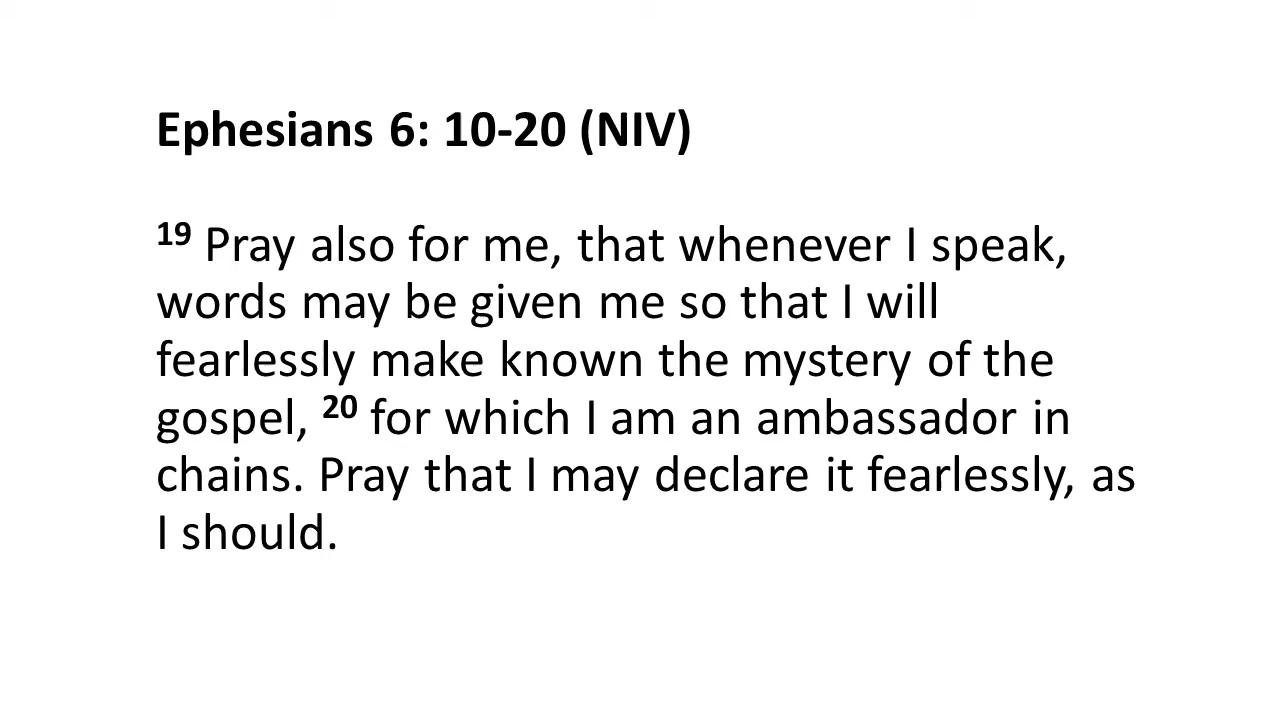 Ephesians 6: 10-20 (NIV)
19 Pray also for me, that whenever I speak,
words may be given me so that I will
fearlessly make known the mystery of the
gospel, 20 for which I am an ambassador in
chains. Pray that I may declare it fearlessly, as
I should.